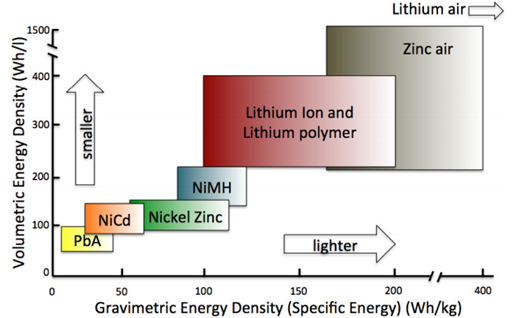 Lithium air
1500
Volumetric Energy Density (Wh/l)
Zinc air
400
smaller
Lithium Ion and
Lithium polymer
300
200
NiMH
NiCd
Nickel Zinc
100
PbA
lighter
0
0
50
100
150
200
400
Gravimetric Energy Density (Specific Energy) (Wh/kg)